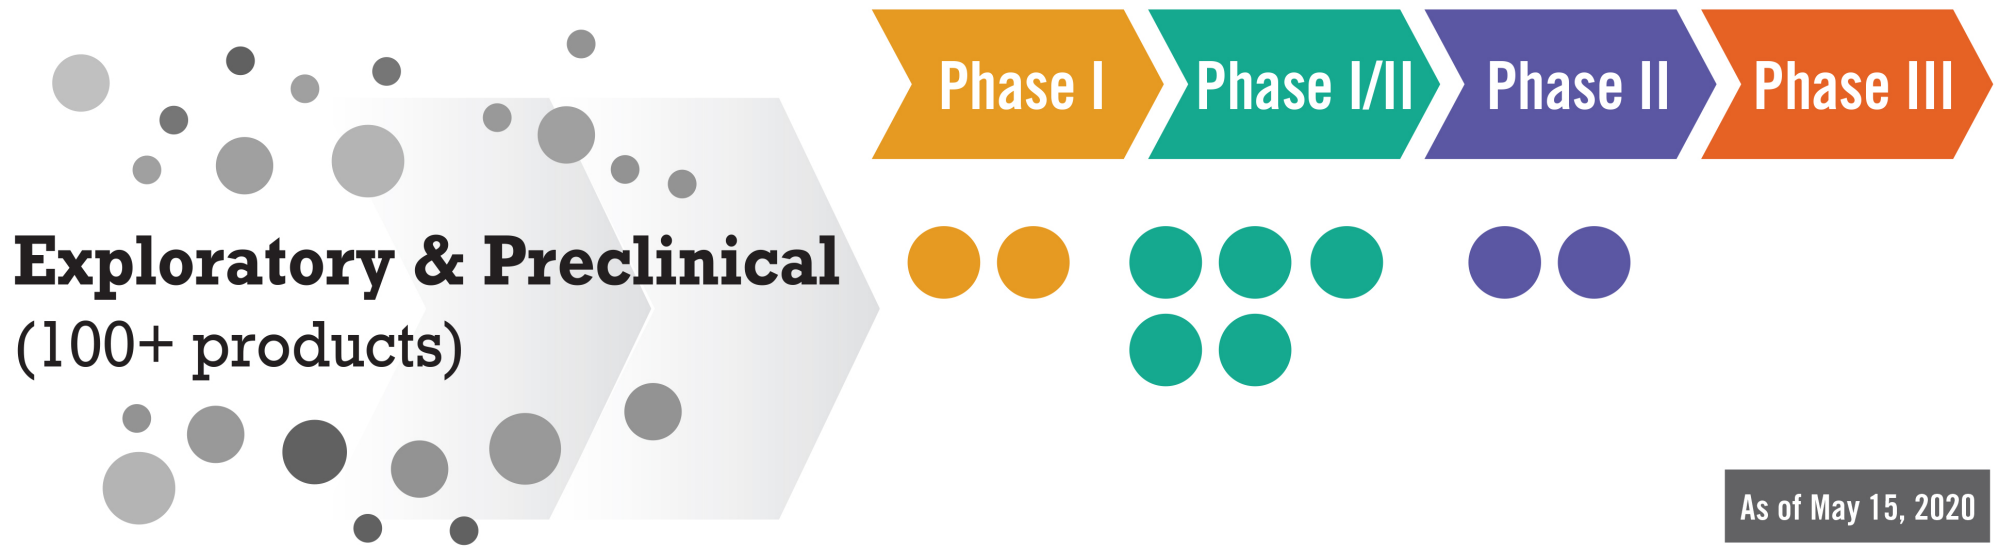 Phase I
Phase I/II
Phase II
Phase III
Exploratory & Preclinical
(100+ products)
As of May 15, 2020